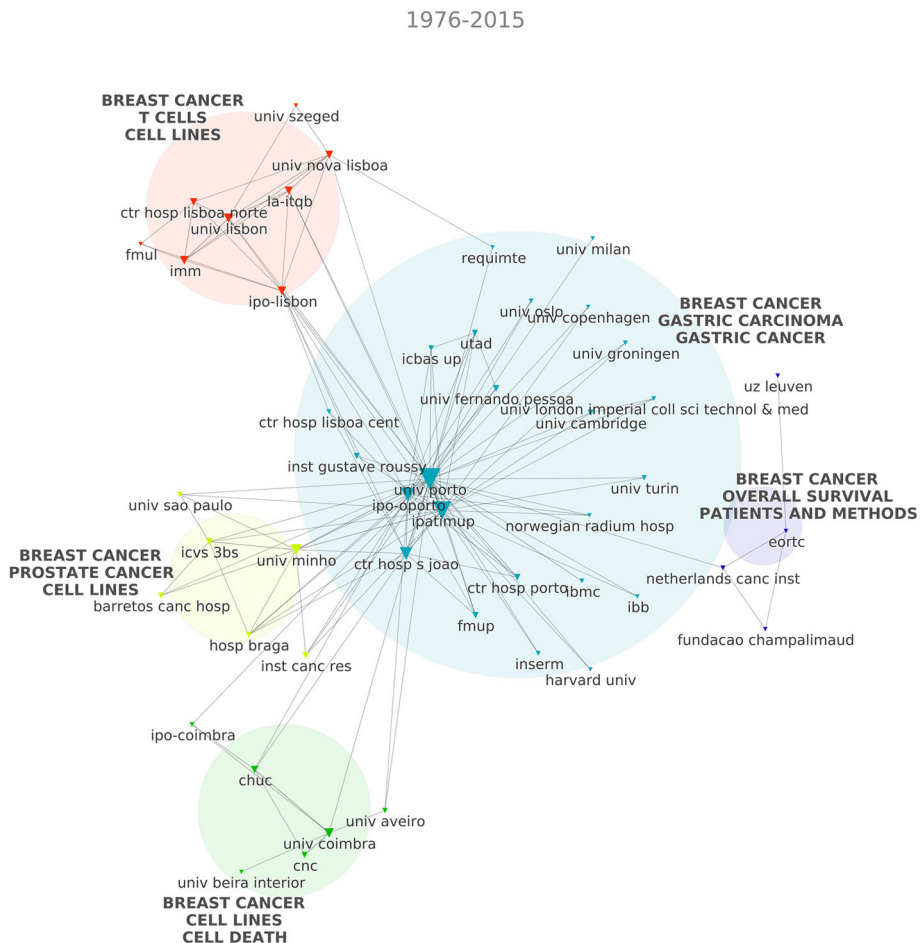 1976-2015
BREAST CANCER
T CELLS
CELL LINES
univ szeged
univ nova lisboa
la-itqb
ctr hosp lisboa norte
univ lisbon
fmul
imm
ipo-lisbon
requimte
univ milan
univ oslo
univ copenhagen
BREAST CANCER
GASTRIC CARCINOMA
GASTRIC CANCER
utad
icbas up
univ groningen
uz leuven
univ fernando pessoa
univ london imperial coll sci technol & med
ctr hosp lisboa cent
univ cambridge
inst gustave roussy
univ porto
univ turin
ipo-oporto
ipatimup
norwegian radium hosp
BREAST CANCER
OVERALL SURVIVAL
PATIENTS AND METHODS
eortc
univ sao paulo
icvs 3bs
univ minho
ctr hosp s joao
BREAST CANCER
PROSTATE CANCER
CELL LINES
netherlands canc inst
ctr hosp porto
ibmc
ibb
barretos canc hosp
fmup
fundacao champalimaud
hosp braga
inst canc res
inserm
harvard univ
ipo-coimbra
chuc
univ aveiro
univ coimbra
cnc
univ beira interior
BREAST CANCER
CELL LINES
CELL DEATH